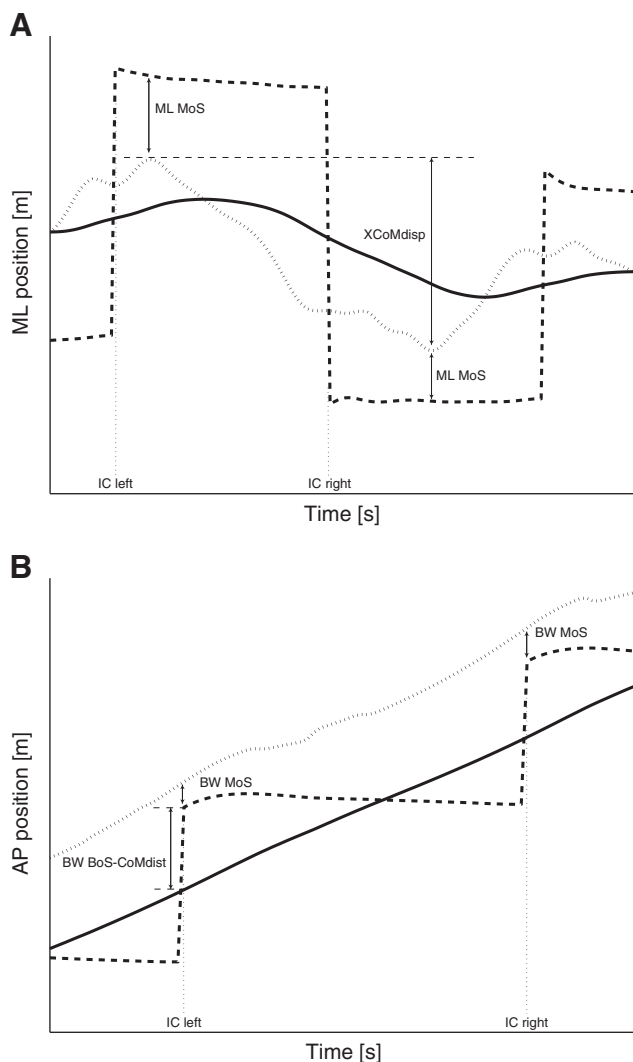 A
ML position [m]
ML MoS
XCoMdisp
ML MoS
IC left
IC right
Time [s]
B
AP position [m]
BW MoS
BW MoS
BW BoS-CoMdist
IC left
IC right
Time [s]